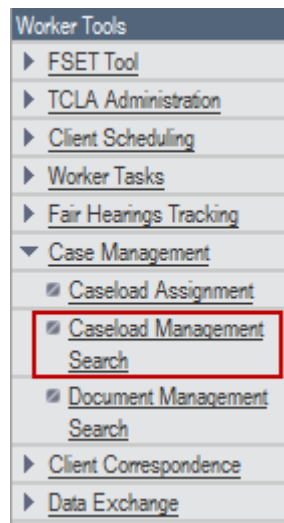 Worker Tools
FSET Tool
TCLA Administration
Client Scheduling
Worker Tasks
Fair Hearings Tracking
Case Management
Caseload Assignment
Caseload Management
Search
Document Management
Search
Client Correspondence
Data Exchange